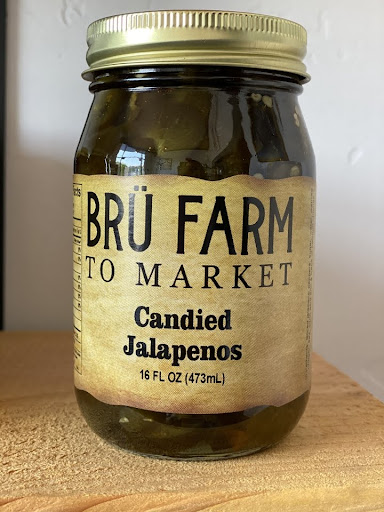 BRÜ FARM
TO MARKET
Candied
Jalapenos
16 FL OZ (473mL)